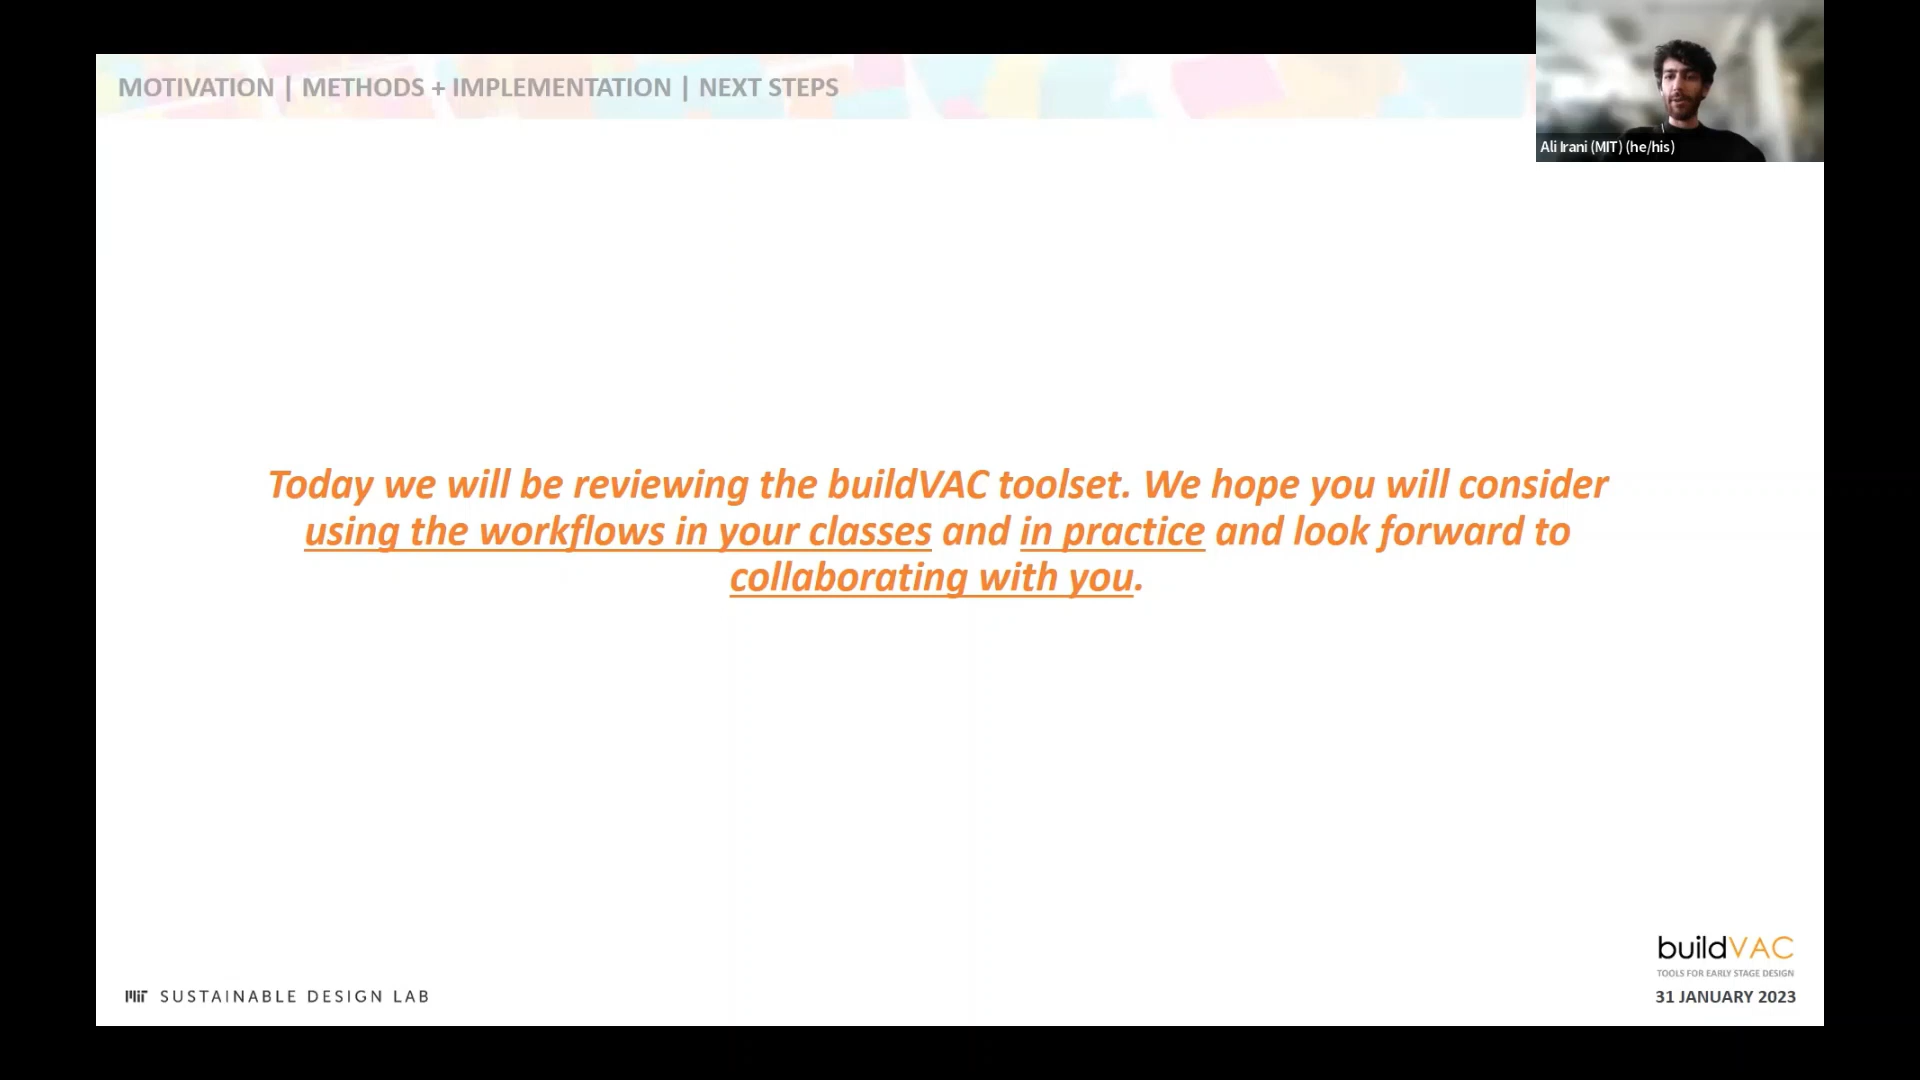 MOTIVATION | METHODS + IMPLEMENTATION | NEXT STEPS
Ali Irani (MIT) (he/his)
Today we will be reviewing the buildVAC toolset. We hope you will consider
using the workflows in your classes and in practice and look forward to
collaborating with you.
buildVAC
TOOLS FOR EARLY STAGE DESIGN
MIT SUSTAINABLE DESIGN LAB
31 JANUARY 2023